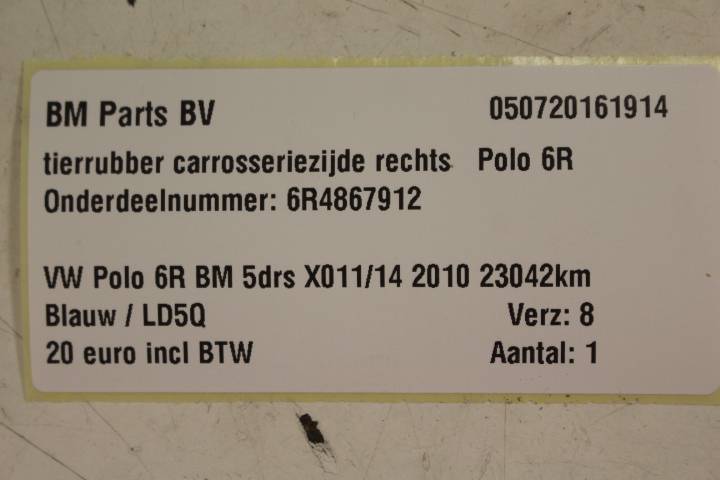 BM Parts BV 050720161914
tierrubber carrosseriezijde rechts Polo 6R
Onderdeelnummer: 6R4867912
VW Polo 6R BM 5drs X011/14 2010 23042km
Blauw / LD5Q Verz: 8
20 euro incl BTW Aantal: 1